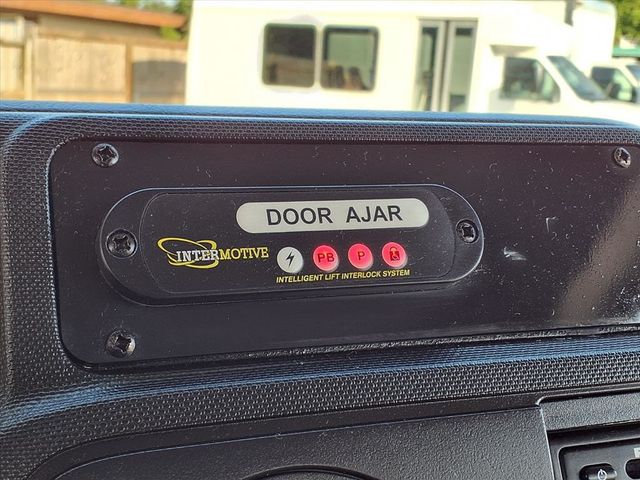 DOOR AJAR
INTERMOTIVE
PB P
INTELLIGENT LIFT INTERLOCK SYSTEM